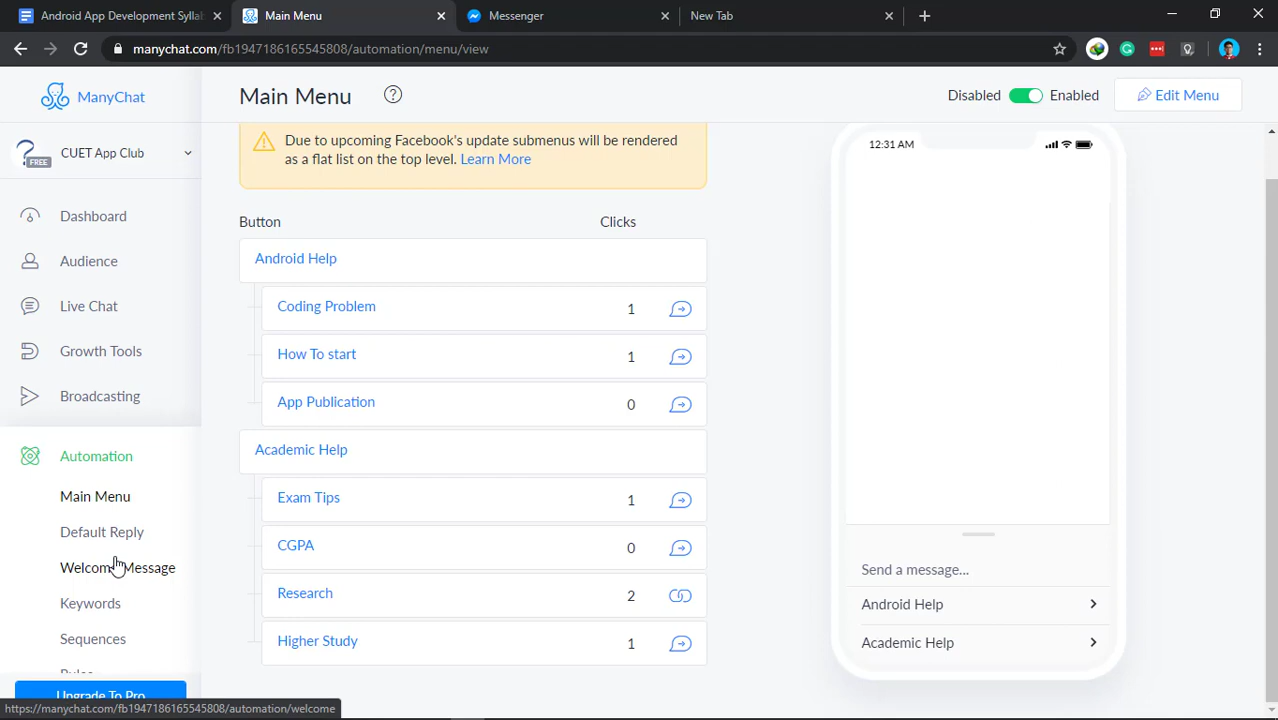 Android App Development Sylla
Main Menu
Messenger
New Tab
manychat.com/fb1947186165545808/automation/menu/view
ManyChat
Main Menu
?
Disabled
Enabled
Edit Menu
FREE
CUET App Club
Due to upcoming Facebook's update submenus will be rendered
as a flat list on the top level. Learn More
12:31 AM
Dashboard
Audience
Live Chat
Growth Tools
Broadcasting
Automation
Main Menu
Default Reply
Welcome Message
Keywords
Sequences
Rules
Upgrade To Pro
Button Clicks
Android Help
Coding Problem 1
How To start 1
App Publication 0
Academic Help
Exam Tips 1
CGPA 0
Research 2
Higher Study 1
Send a message...
Android Help
Academic Help
https://manychat.com/fb1947186165545808/automation/welcome